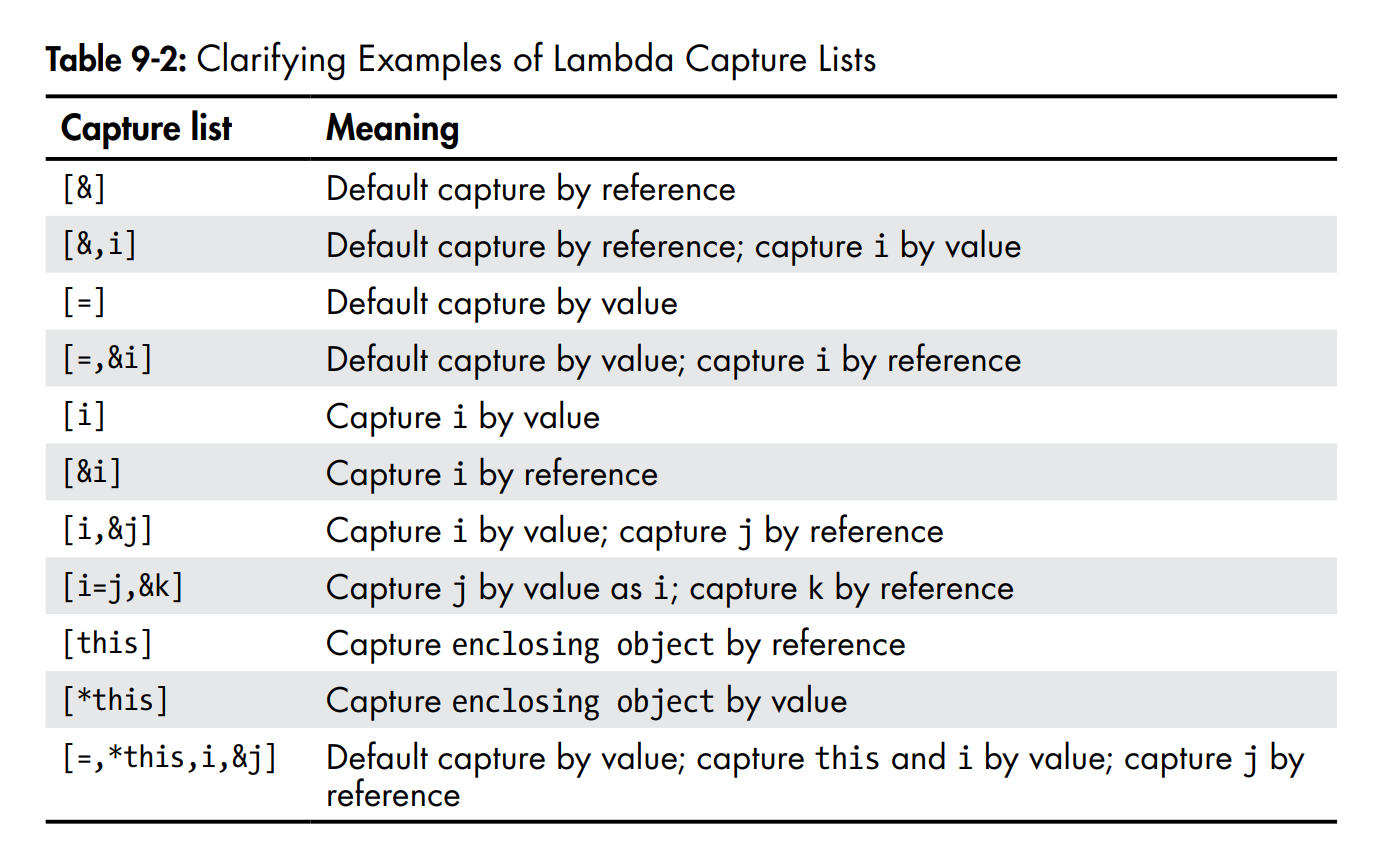 Table 9-2: Clarifying Examples of Lambda Capture Lists
Capture list Meaning
[&] Default capture by reference
[&,i] Default capture by reference; capture i by value
[=] Default capture by value
[=,&i] Default capture by value; capture i by reference
[i] Capture i by value
[&i] Capture i by reference
[i,&j] Capture i by value; capture j by reference
[i=j,&k] Capture j by value as i; capture k by reference
[this] Capture enclosing object by reference
[*this] Capture enclosing object by value
[=,*this,i,&j] Default capture by value; capture this and i by value; capture j by
reference